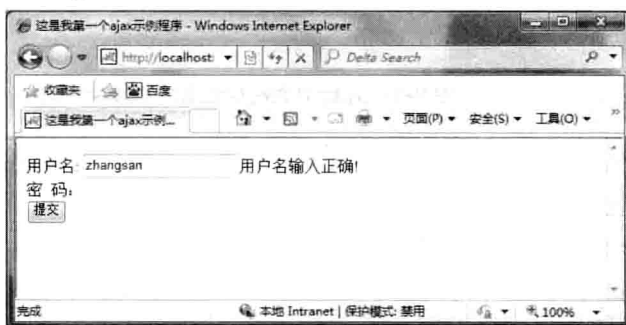 这是我第一个ajax示例程序 - Windows Internet Explorer
http://localhost:
Delta Search
收藏夹 百度
这是我第一个ajax示例... 页面(P) 安全(S) 工具(O) »
用户名: zhangsan 用户名输入正确!
密 码:
提交
完成 本地 Intranet | 保护模式: 禁用 100%